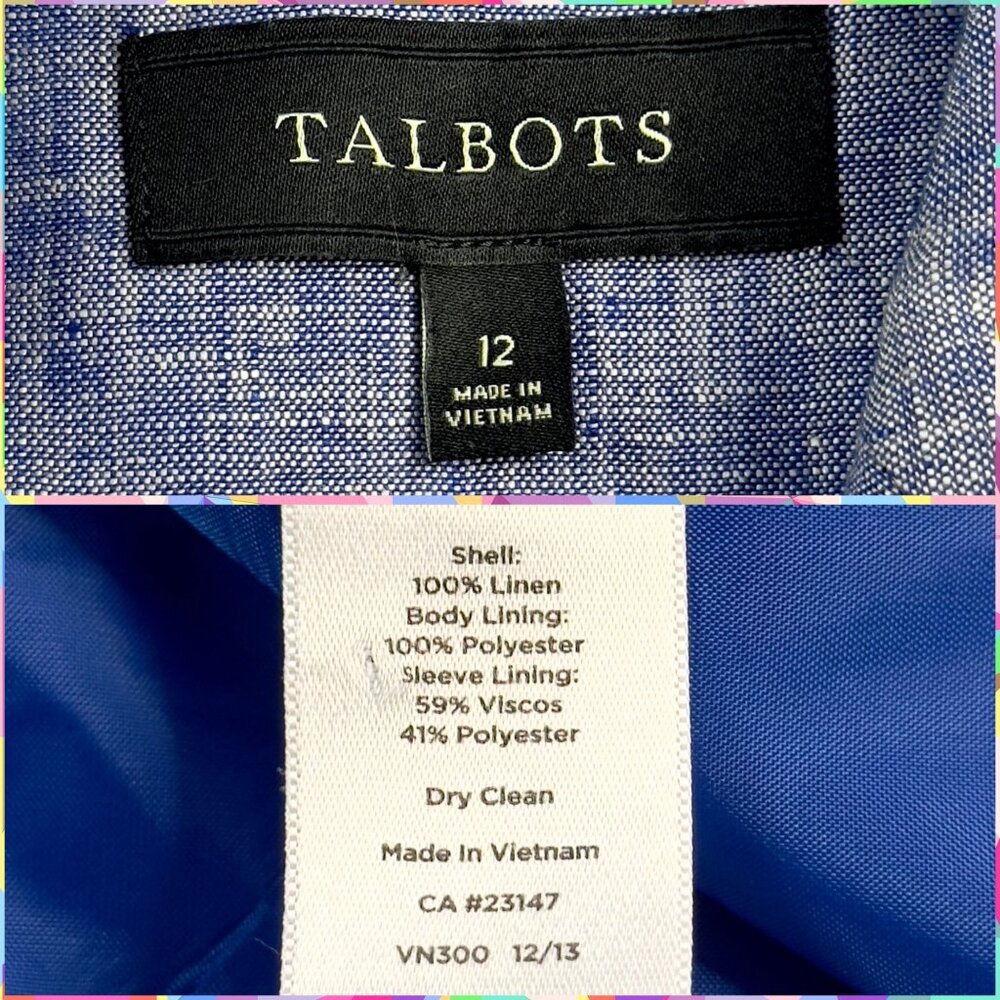 TALBOTS
12
MADE IN
VIETNAM
Shell:
100% Linen
Body Lining:
100% Polyester
Sleeve Lining:
59% Viscos
41% Polyester
Dry Clean
Made In Vietnam
CA #23147
VN300 12/13